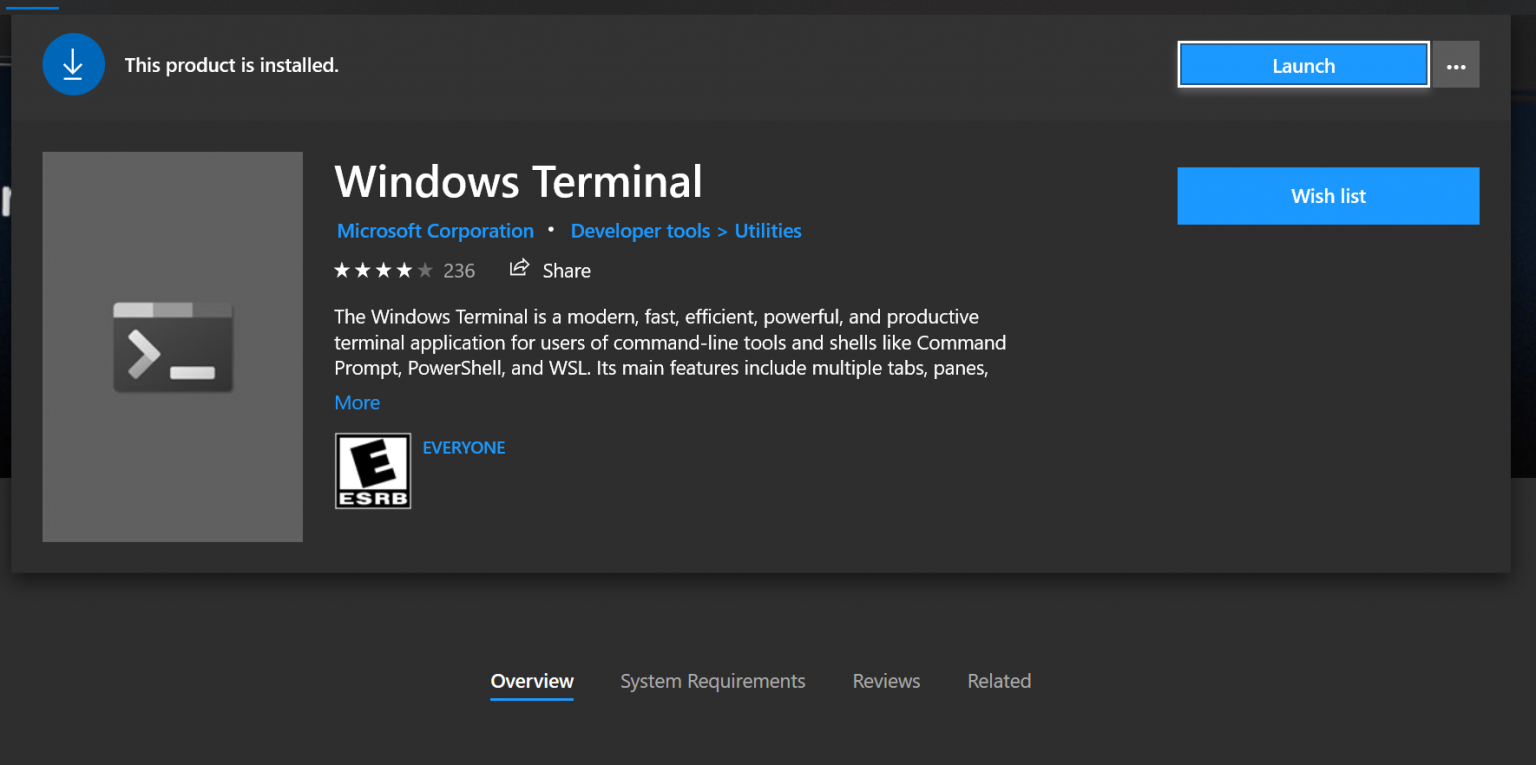 This product is installed.
Launch
Windows Terminal
Microsoft Corporation • Developer tools > Utilities
236
Share
Wish list
The Windows Terminal is a modern, fast, efficient, powerful, and productive
terminal application for users of command-line tools and shells like Command
Prompt, PowerShell, and WSL. Its main features include multiple tabs, panes,
More
E
ESRB
EVERYONE
Overview
System Requirements
Reviews
Related